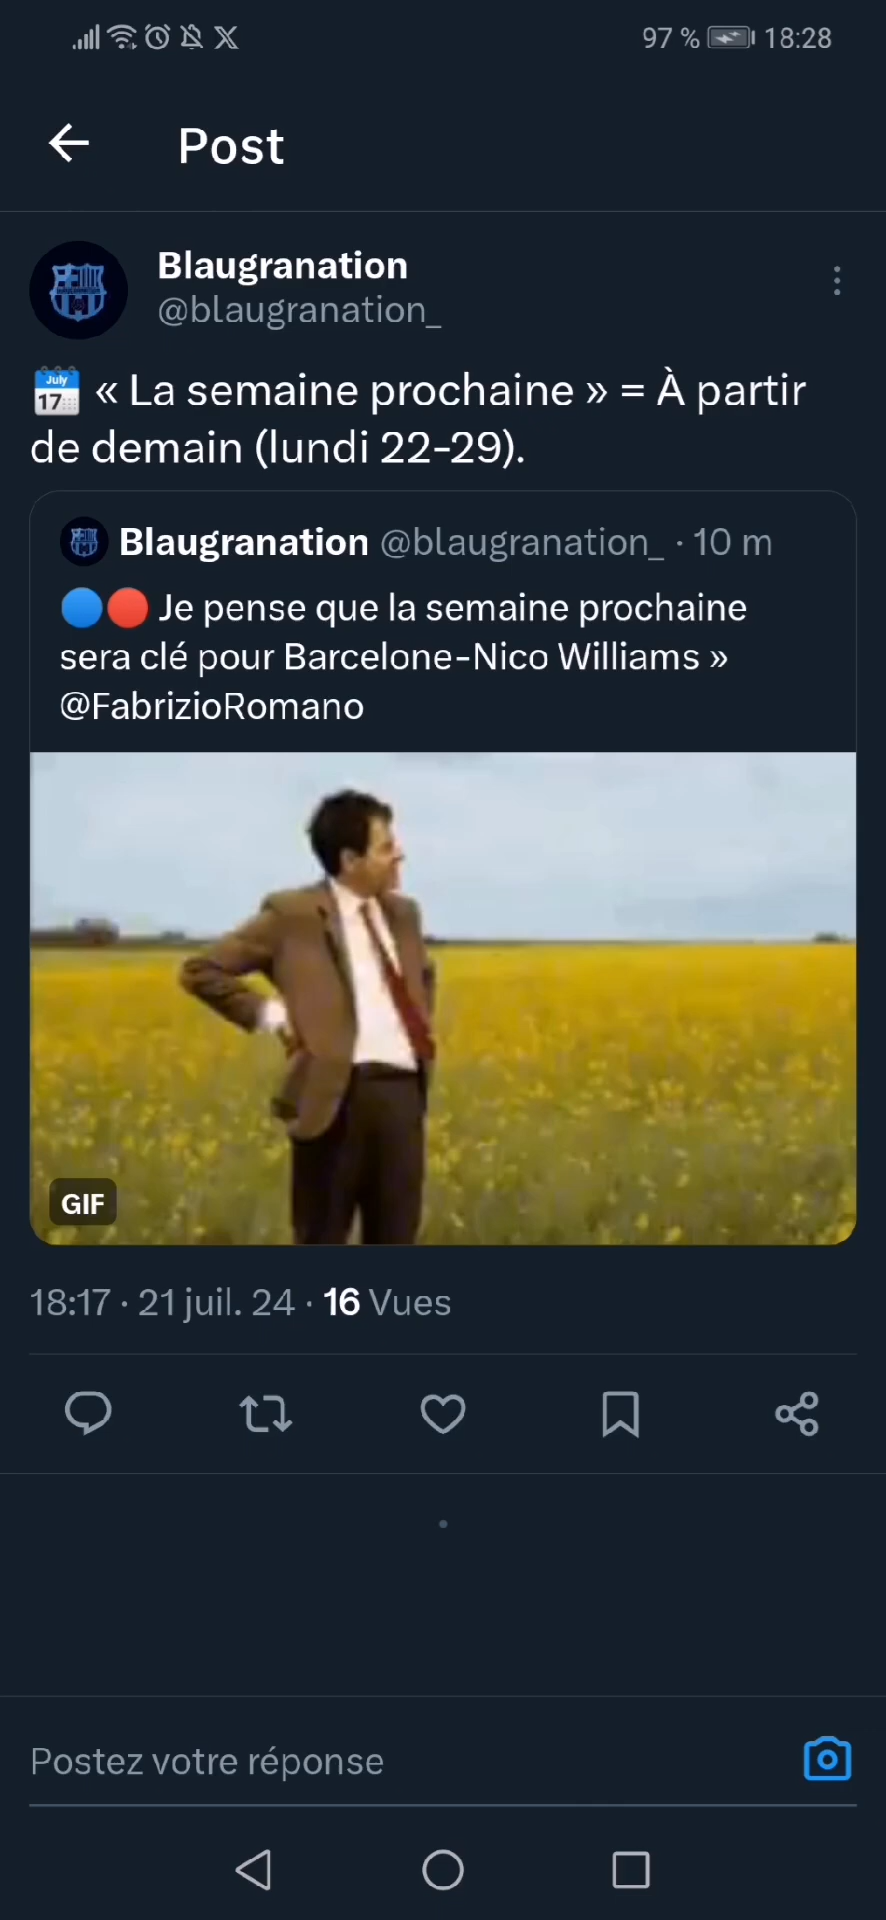 97 % 18:28
Post
Blaugranation
@blaugranation_
July
17
« La semaine prochaine » = À partir
de demain (lundi 22-29).
Blaugranation @blaugranation_ · 10 m
Je pense que la semaine prochaine
sera clé pour Barcelone-Nico Williams »
@FabrizioRomano
GIF
18:17 · 21 juil. 24 · 16 Vues
Postez votre réponse